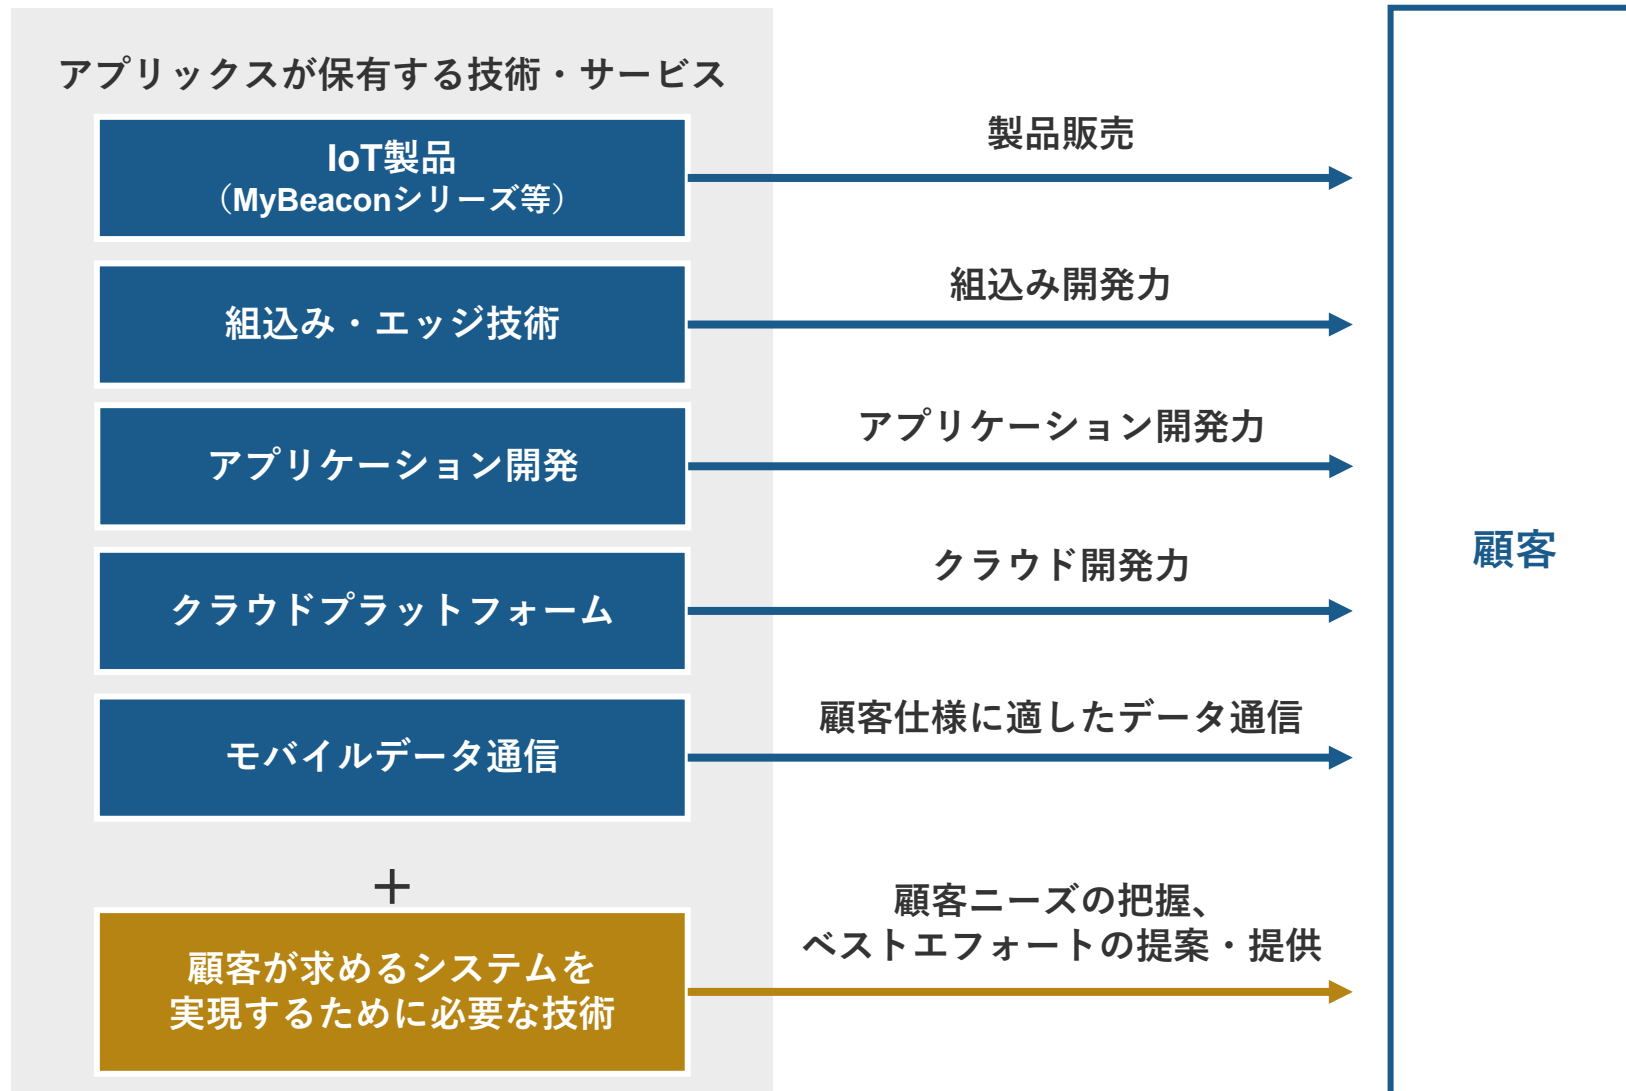 アプリックスが保有する技術・サービス
IoT製品
（MyBeaconシリーズ等）
製品販売
組込み・エッジ技術
組込み開発力
アプリケーション開発
アプリケーション開発力
クラウドプラットフォーム
クラウド開発力
モバイルデータ通信
顧客仕様に適したデータ通信
＋
顧客が求めるシステムを
実現するために必要な技術
顧客ニーズの把握、
ベストエフォートの提案・提供
顧客